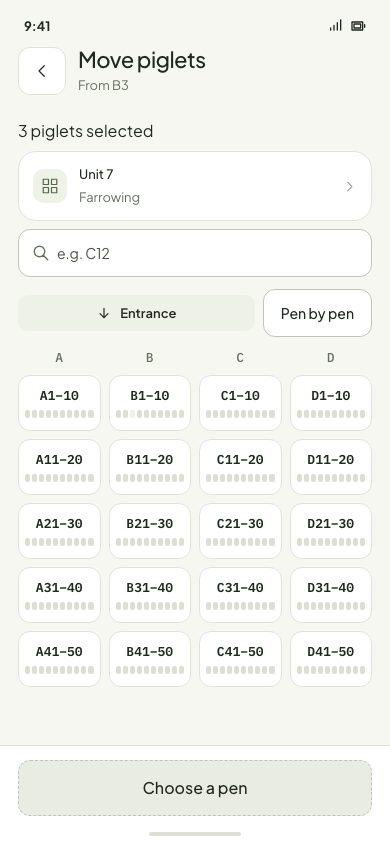 9:41
Move piglets
From B3
3 piglets selected
Unit 7
Farrowing
e.g. C12
Entrance
Pen by pen
A B C D
A1–10 B1–10 C1–10 D1–10
A11–20 B11–20 C11–20 D11–20
A21–30 B21–30 C21–30 D21–30
A31–40 B31–40 C31–40 D31–40
A41–50 B41–50 C41–50 D41–50
Choose a pen